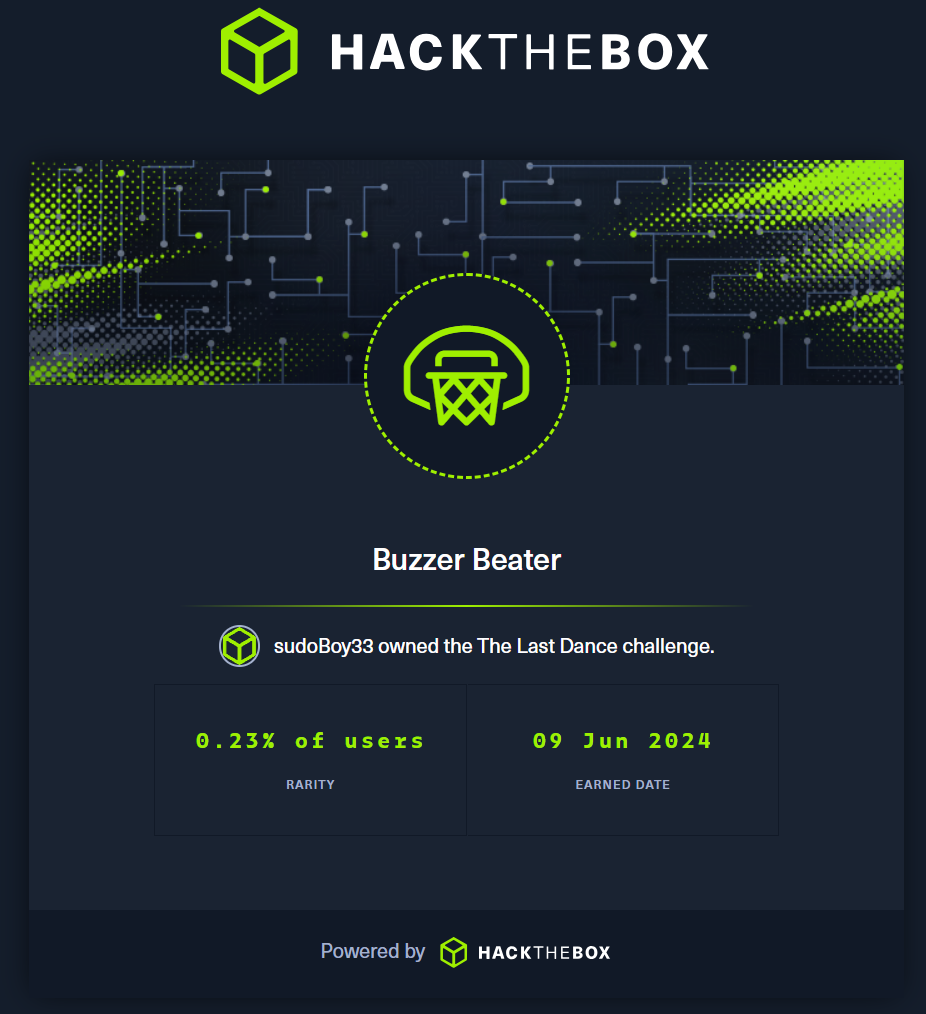 HACKTHEBOX
Buzzer Beater
sudoBoy33 owned the The Last Dance challenge.
0.23% of users
RARITY
09 Jun 2024
EARNED DATE
Powered by HACKTHEBOX